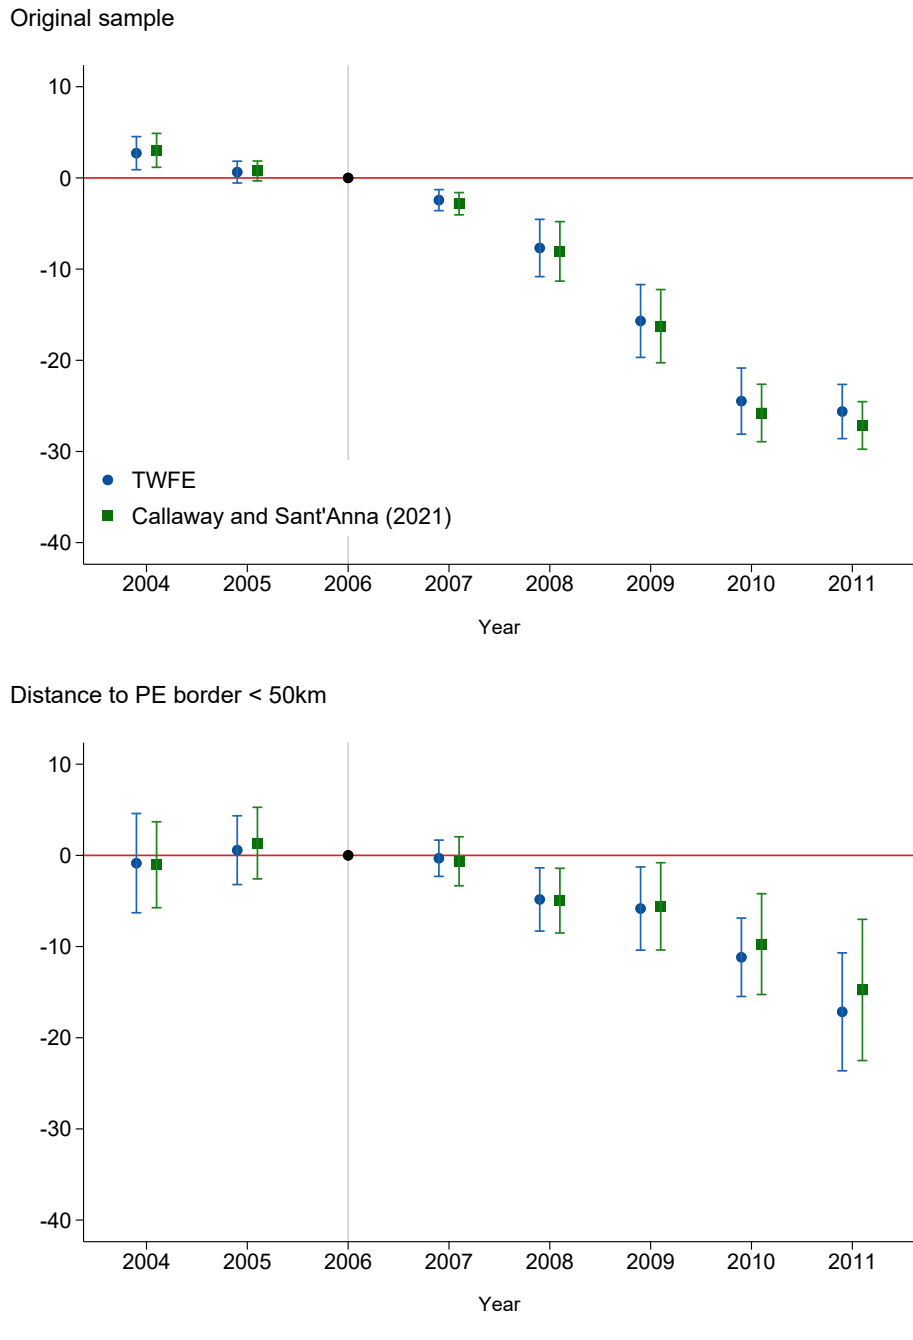 Original sample
10
0
-10
-20
-30
-40
TWFE
Callaway and Sant'Anna (2021)
2004 2005 2006 2007 2008 2009 2010 2011
Year
Distance to PE border < 50km
10
0
-10
-20
-30
-40
2004 2005 2006 2007 2008 2009 2010 2011
Year